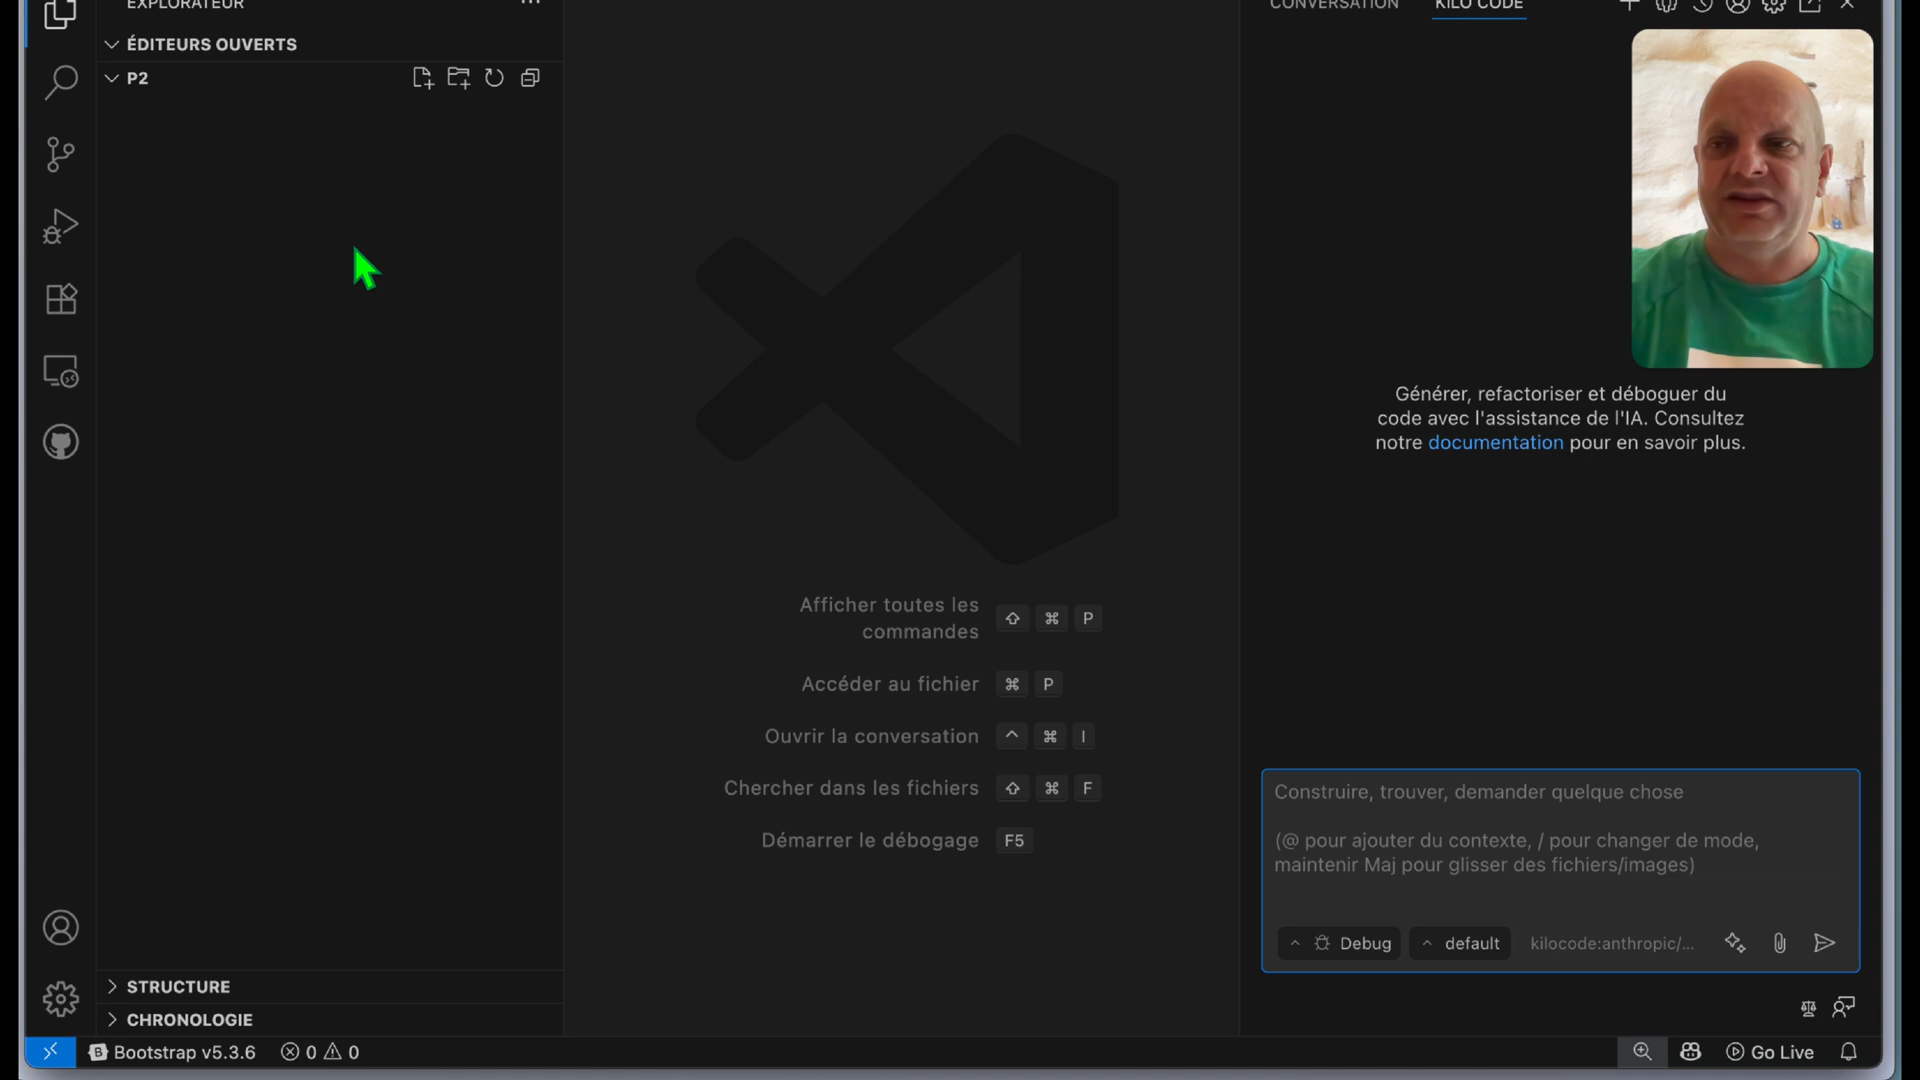 EXPLORATEUR
ÉDITEURS OUVERTS
P2
CONVERSATION
KILO CODE
Générer, refactoriser et déboguer du
code avec l'assistance de l'IA. Consultez
notre documentation pour en savoir plus.
Afficher toutes les
commandes
⇧ ⌘ P
Accéder au fichier ⌘ P
Ouvrir la conversation ^ ⌘ I
Chercher dans les fichiers ⇧ ⌘ F
Démarrer le débogage F5
Construire, trouver, demander quelque chose
(@ pour ajouter du contexte, / pour changer de mode,
maintenir Maj pour glisser des fichiers/images)
Debug
default
kilocode:anthropic/...
STRUCTURE
CHRONOLOGIE
Bootstrap v5.3.6
0
0
Go Live